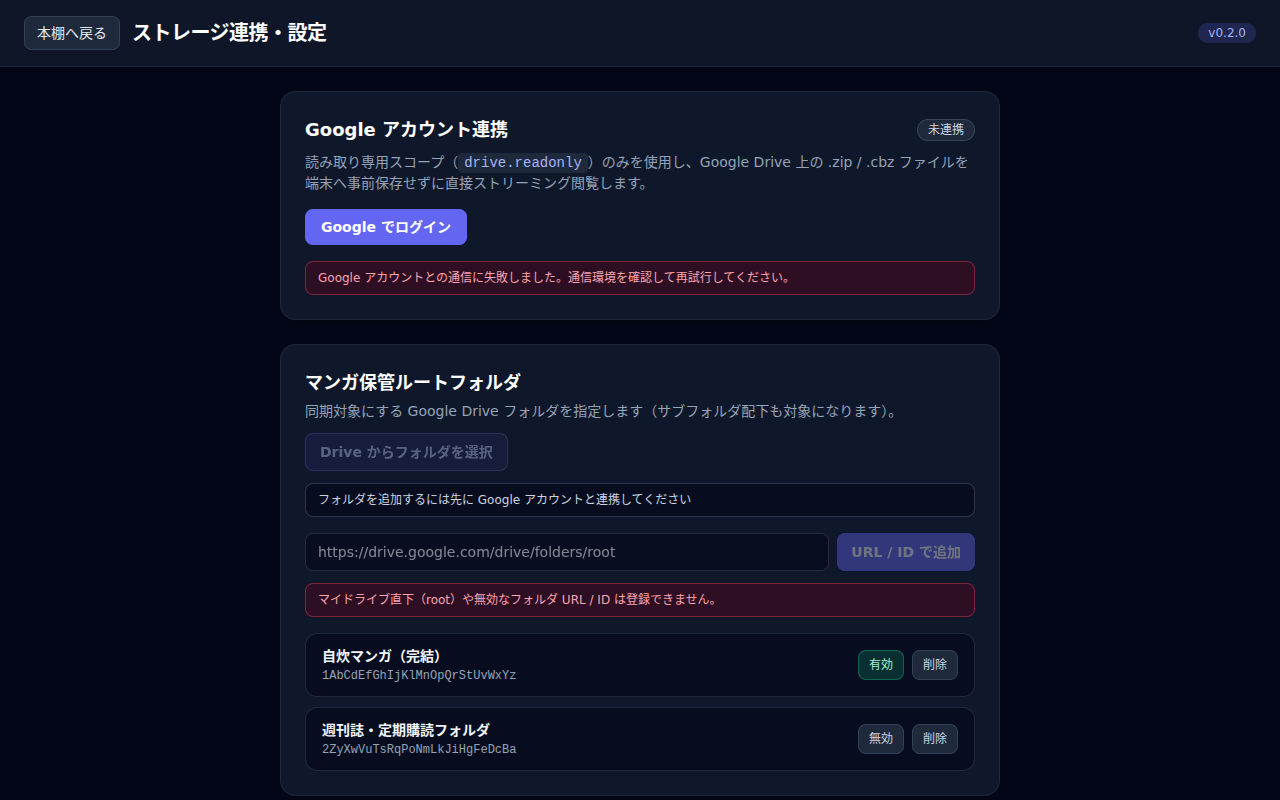 本棚へ戻る
ストレージ連携・設定
v0.2.0
Google アカウント連携
未連携
読み取り専用スコープ（drive.readonly）のみを使用し、Google Drive 上の .zip / .cbz ファイルを
端末へ事前保存せずに直接ストリーミング閲覧します。
Google でログイン
Google アカウントとの通信に失敗しました。通信環境を確認して再試行してください。
マンガ保管ルートフォルダ
同期対象にする Google Drive フォルダを指定します（サブフォルダ配下も対象になります）。
Drive からフォルダを選択
フォルダを追加するには先に Google アカウントと連携してください
https://drive.google.com/drive/folders/root
URL / ID で追加
マイドライブ直下（root）や無効なフォルダ URL / ID は登録できません。
自炊マンガ（完結）
1AbCdEfGhIjKlMnOpQrStUvWxYz
有効
削除
週刊誌・定期購読フォルダ
2ZyXwVuTsRqPoNmLkJiHgFeDcBa
無効
削除